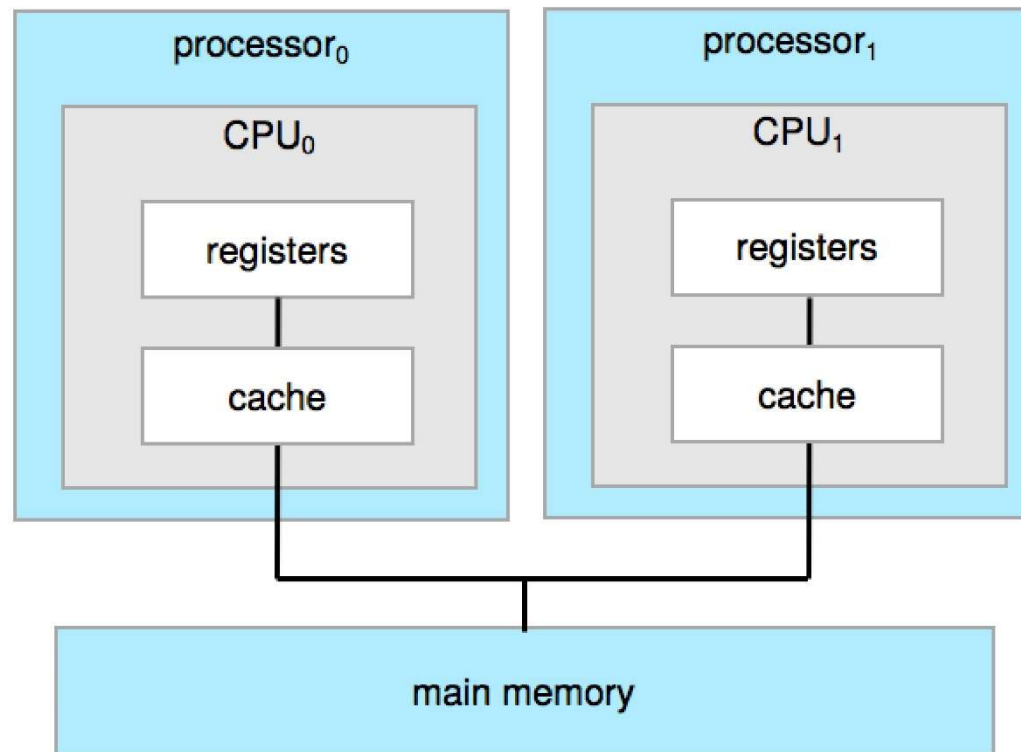 processor₀
CPU₀
registers
cache
processor₁
CPU₁
registers
cache
main memory